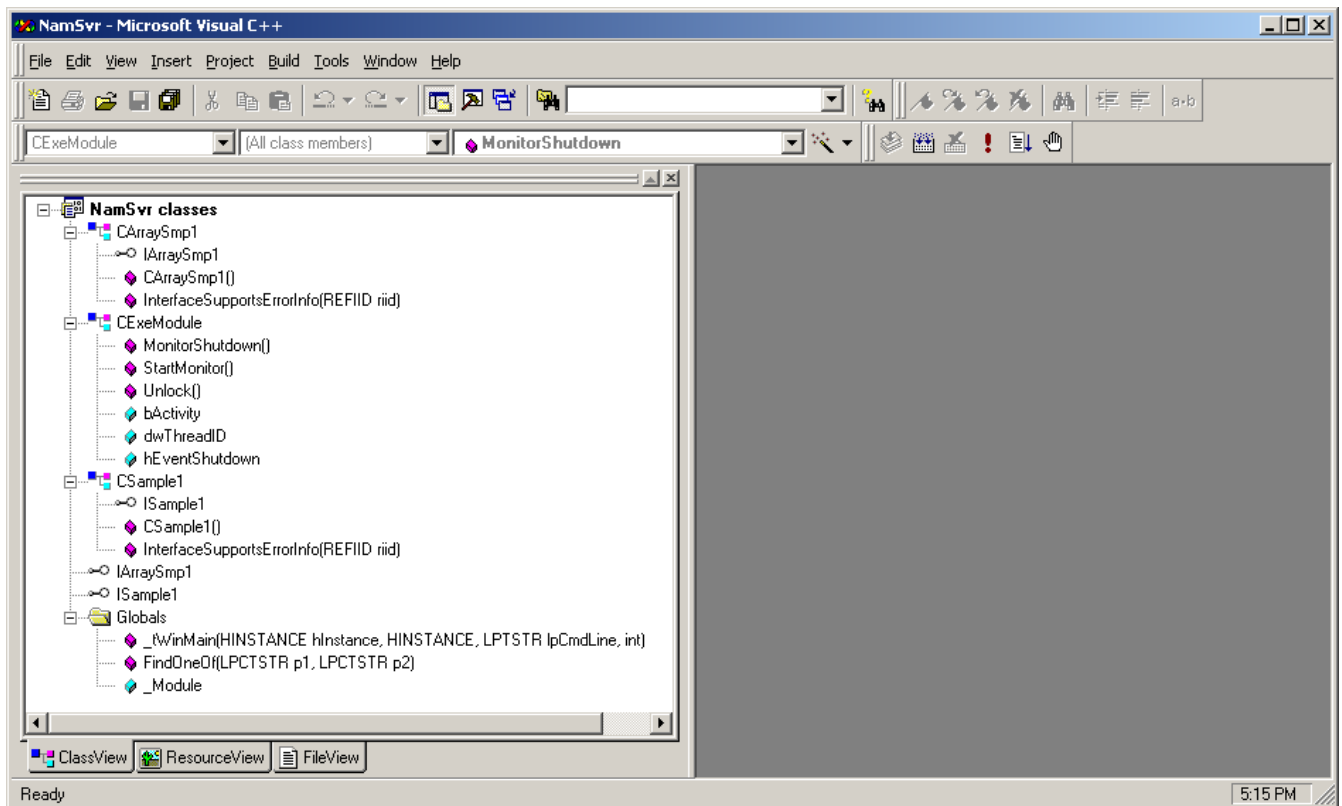 NamSvr - Microsoft Visual C++
File Edit View Insert Project Build Tools Window Help
a-b
CExeModule (All class members) MonitorShutdown
NamSvr classes
CArraySmp1
IArraySmp1
CArraySmp1()
InterfaceSupportsErrorInfo(REFIID riid)
CExeModule
MonitorShutdown()
StartMonitor()
Unlock()
bActivity
dwThreadID
hEventShutdown
CSample1
ISample1
CSample1()
InterfaceSupportsErrorInfo(REFIID riid)
IArraySmp1
ISample1
Globals
_tWinMain(HINSTANCE hInstance, HINSTANCE, LPTSTR lpCmdLine, int)
FindOneOf(LPCTSTR p1, LPCTSTR p2)
_Module
ClassView ResourceView FileView
Ready 5:15 PM